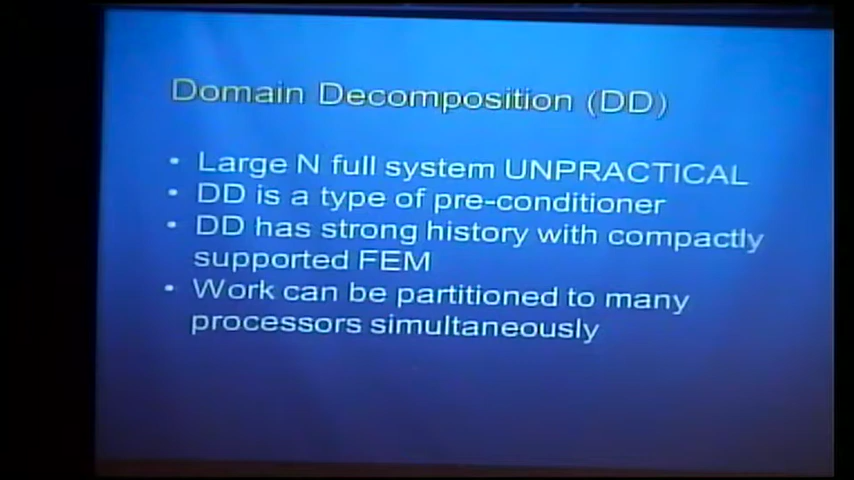 Domain Decomposition (DD)
• Large N full system UNPRACTICAL
• DD is a type of pre-conditioner
• DD has strong history with compactly
supported FEM
• Work can be partitioned to many
processors simultaneously